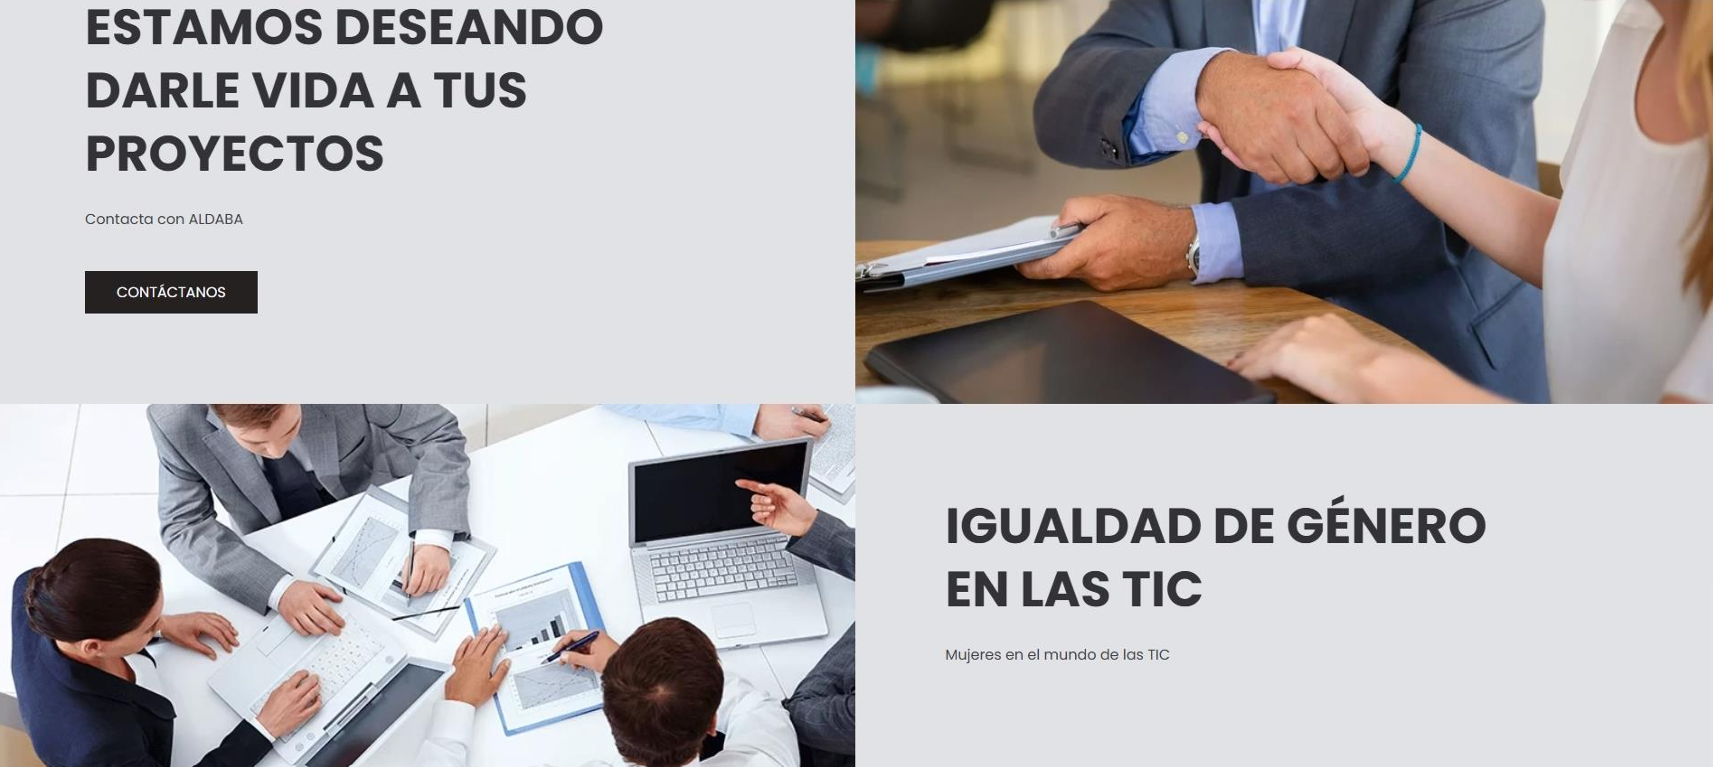 ESTAMOS DESEANDO
DARLE VIDA A TUS
PROYECTOS
Contacta con ALDABA
CONTÁCTANOS
IGUALDAD DE GÉNERO
EN LAS TIC
Mujeres en el mundo de las TIC